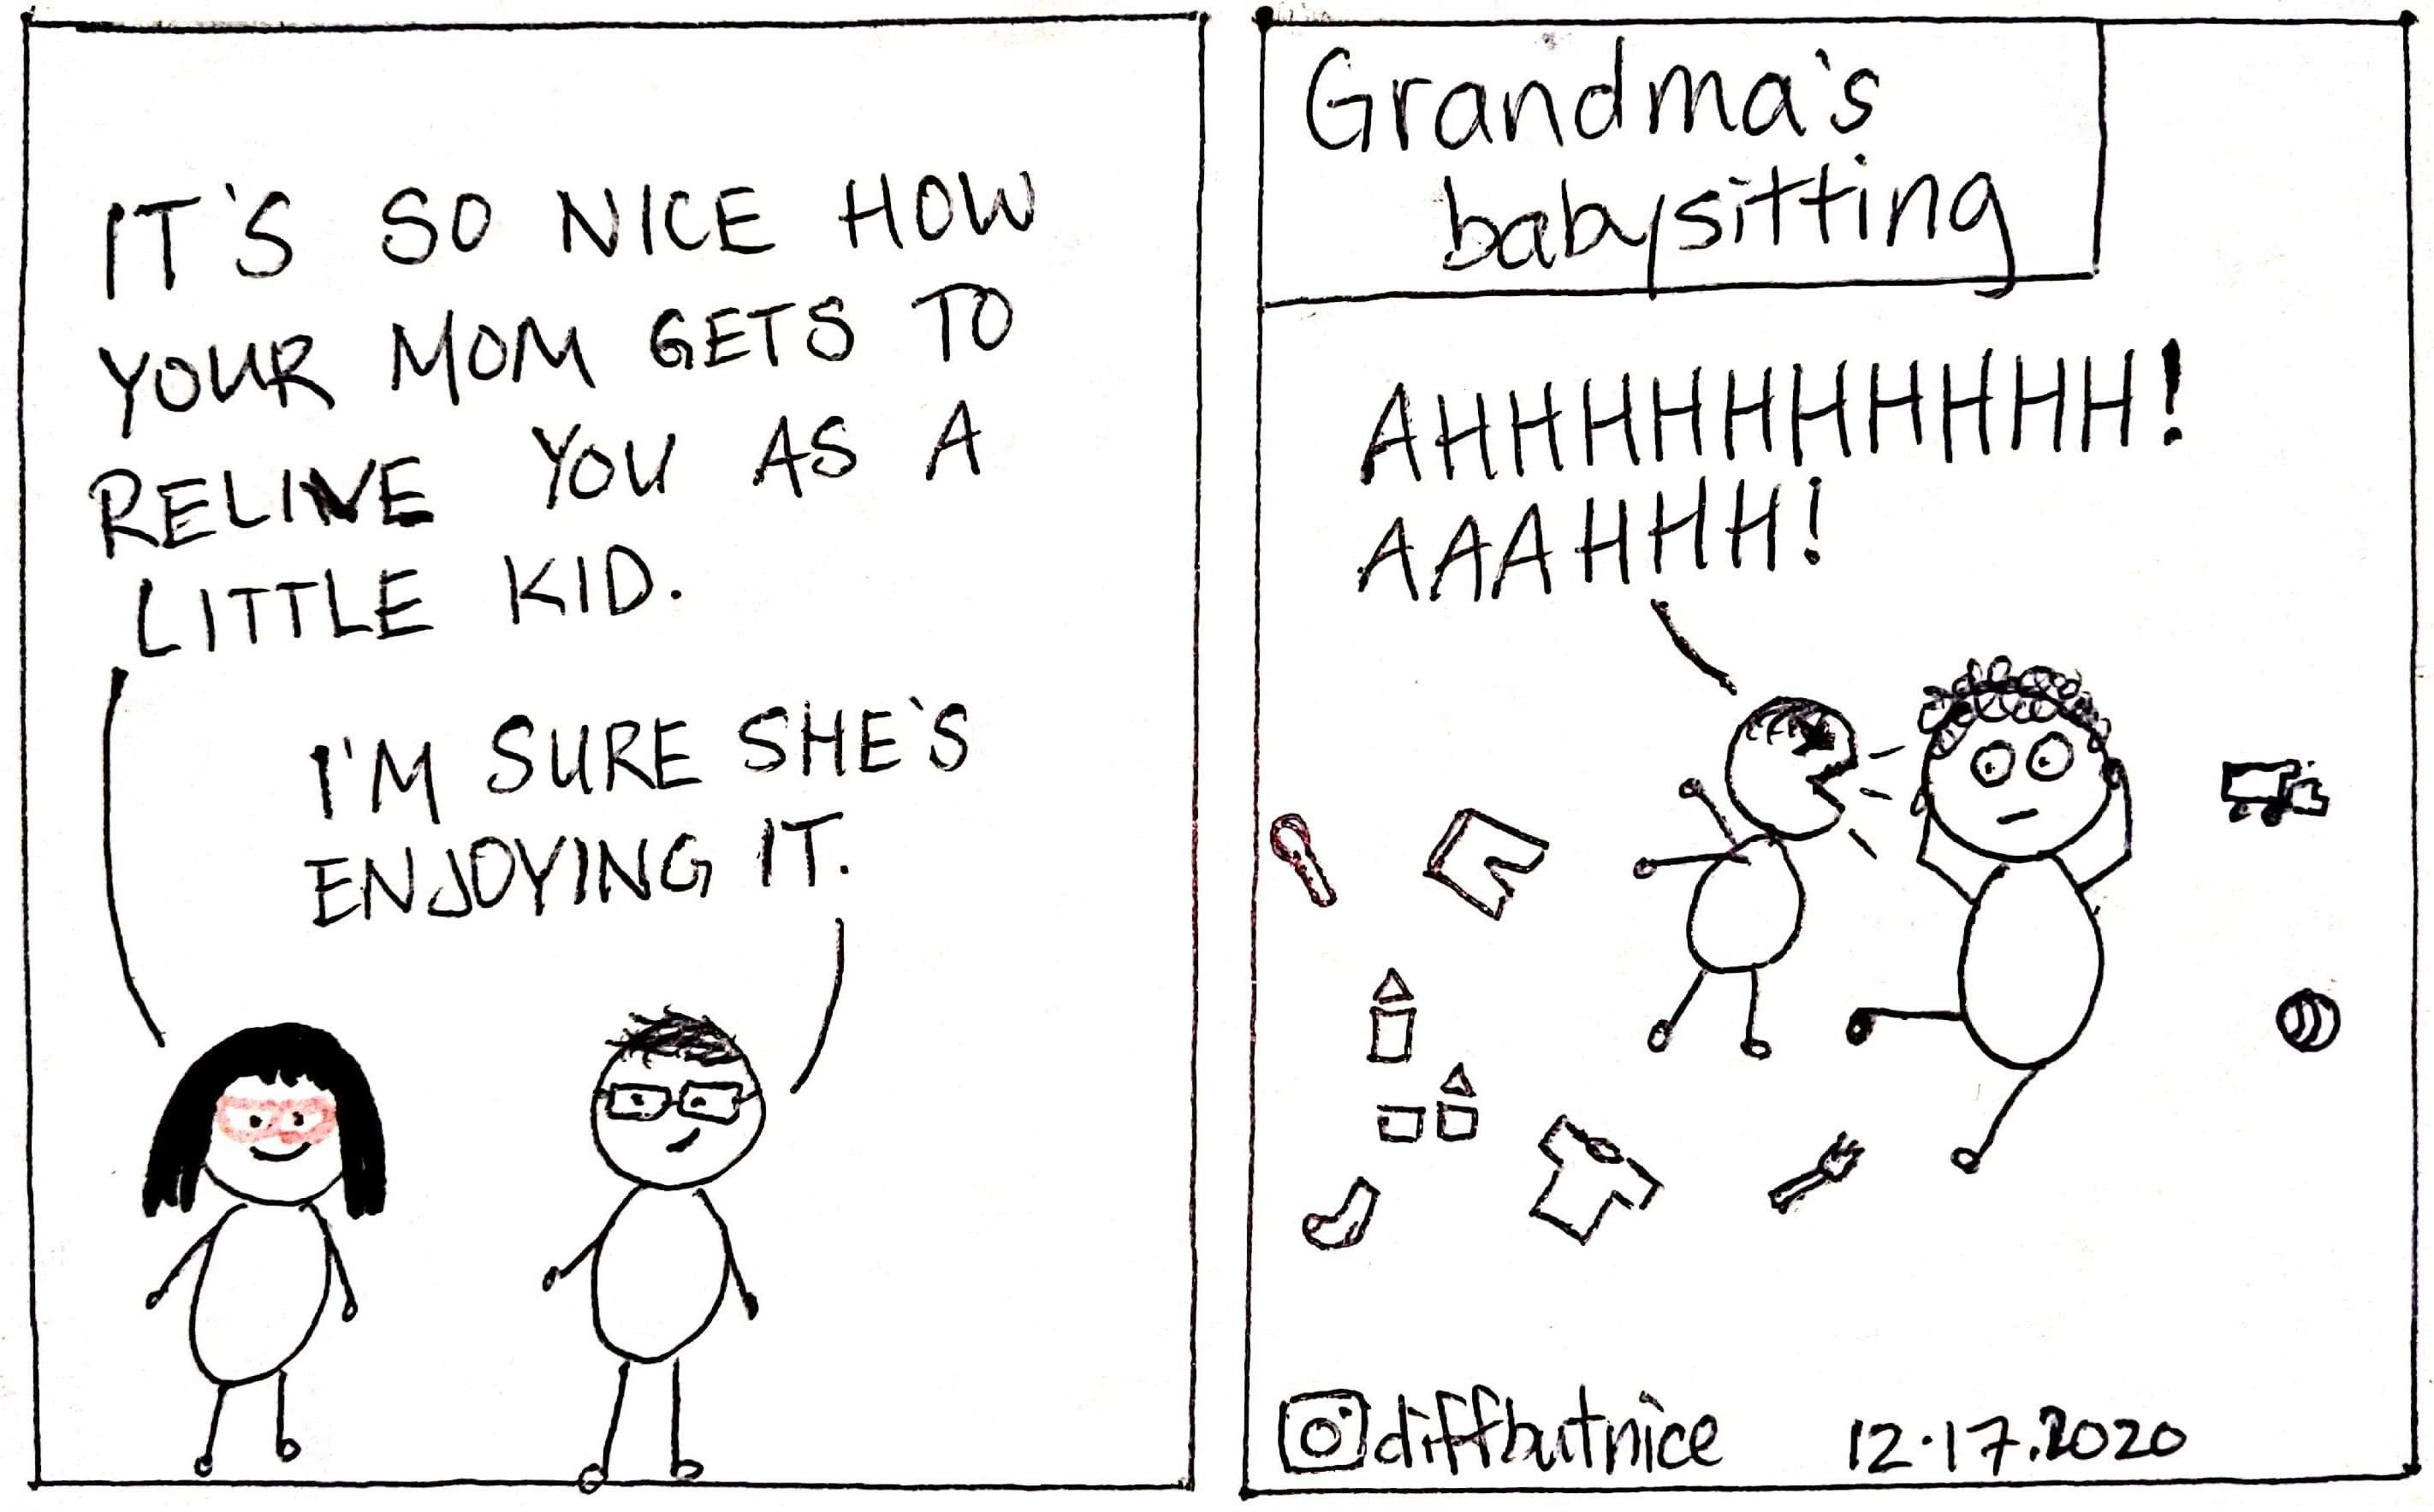 IT'S SO NICE HOW
YOUR MOM GETS TO
RELIVE YOU AS A
LITTLE KID.
I'M SURE SHE'S
ENJOYING IT.
Grandma's
babysitting
AHHHHHHHHHH!
AAAHHH!
diffbutnice 12.17.2020